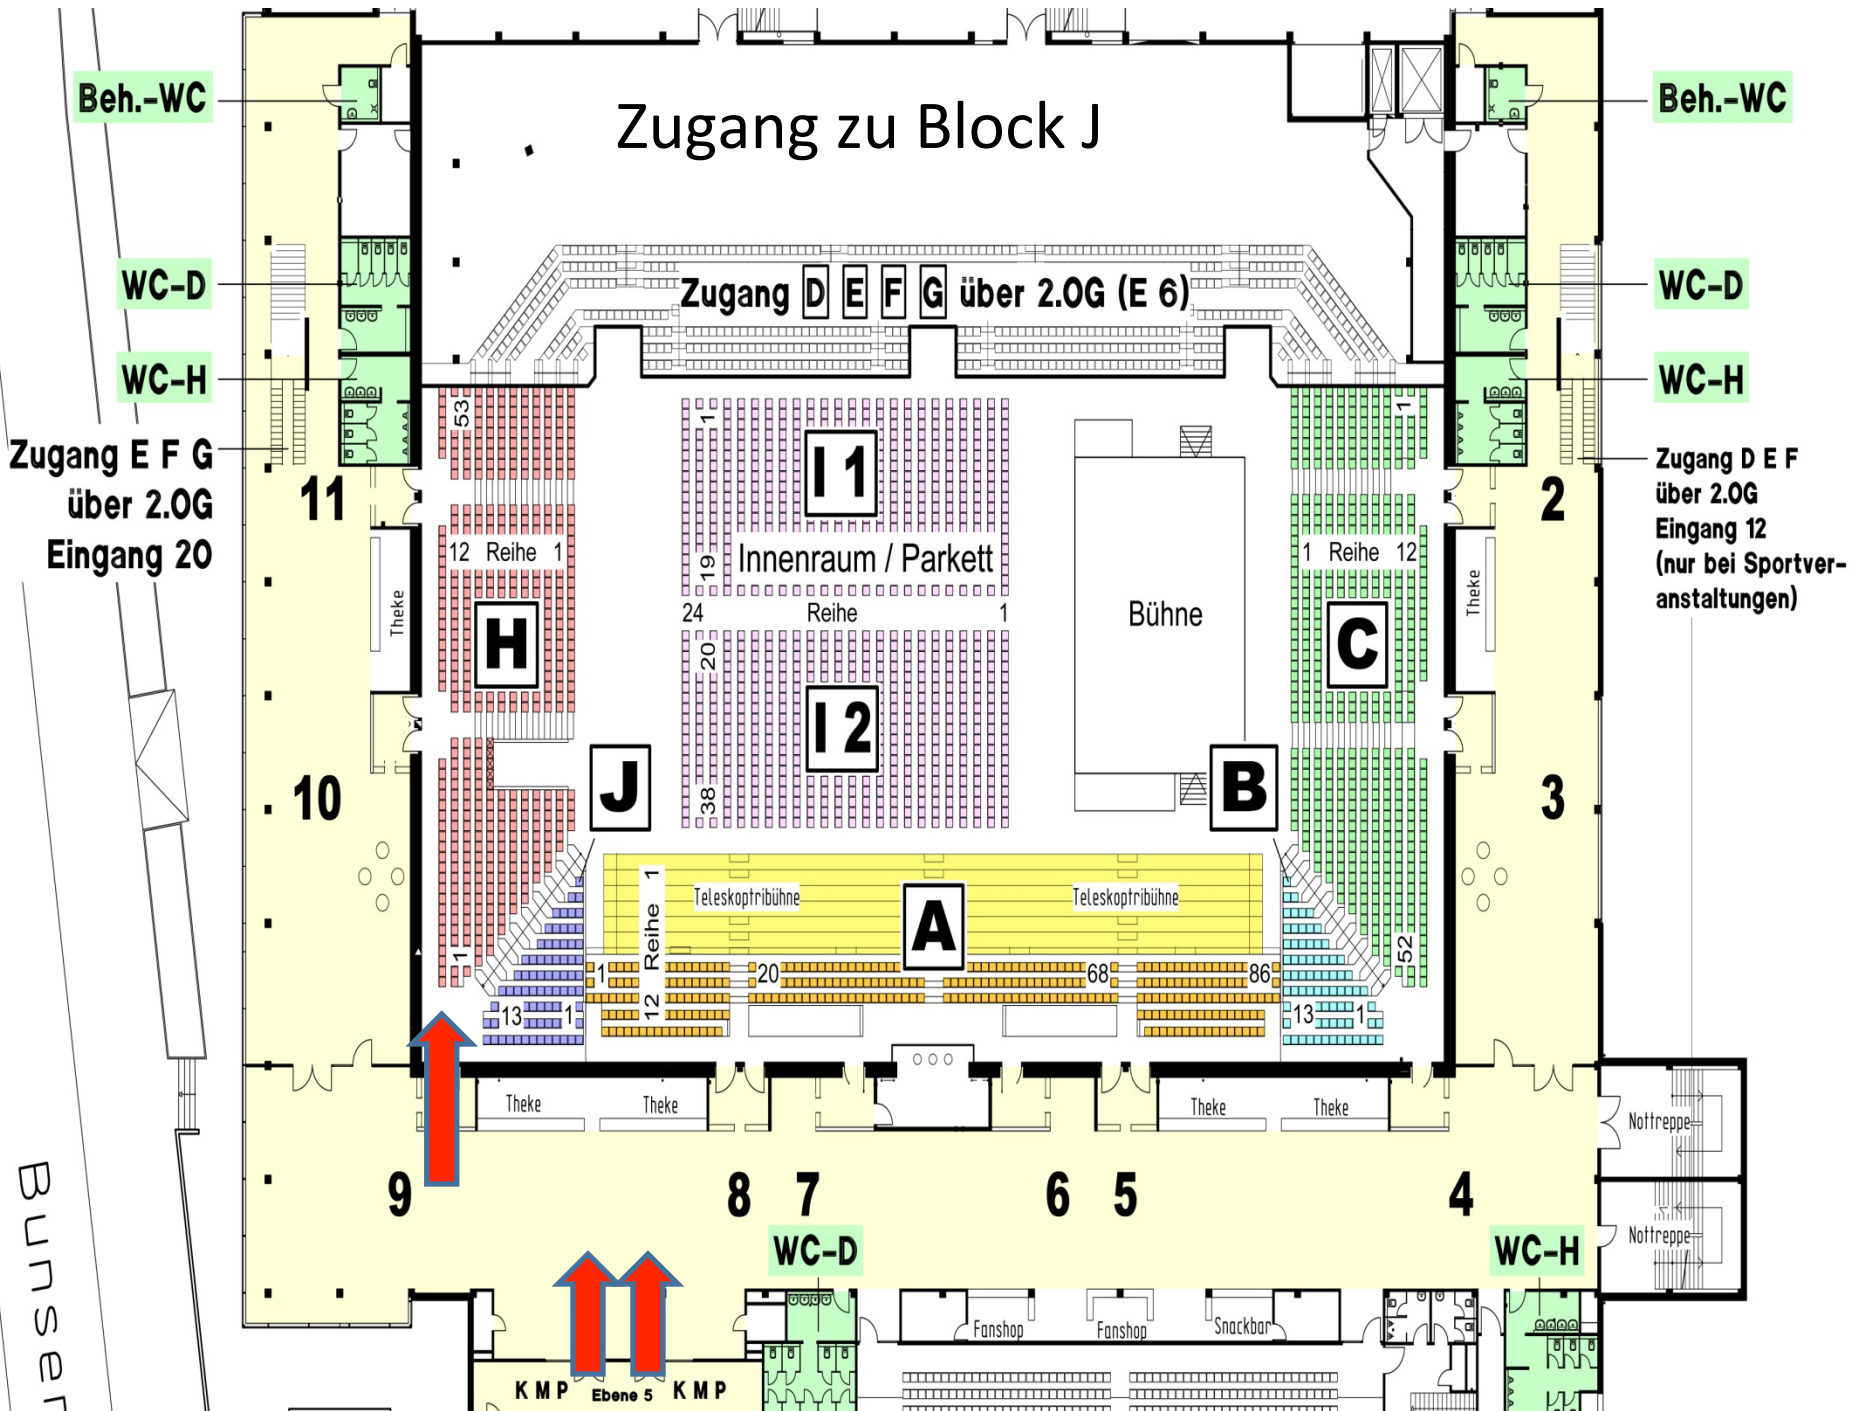 Zugang zu Block J
Beh.-WC
Beh.-WC
WC-D
WC-D
Zugang D E F G über 2.OG (E 6)
WC-H
WC-H
Zugang E F G
über 2.OG
Eingang 20
Zugang D E F
über 2.OG
Eingang 12
(nur bei Sportver-
anstaltungen)
11
2
53
1
I 1
1
12 Reihe 1
19
Innenraum / Parkett
1 Reihe 12
Theke
Theke
24 Reihe 1
Bühne
H
20
C
I 2
38
J
B
10
3
Teleskoptribühne
Teleskoptribühne
A
12 Reihe 1
1
1
20
68
86
52
13 1
13 1
Theke
Theke
Theke
Theke
Nottreppe
9
8
7
6
5
4
Nottreppe
WC-D
WC-H
Fanshop
Fanshop
Snackbar
KMP
Ebene 5
KMP
Bunsen